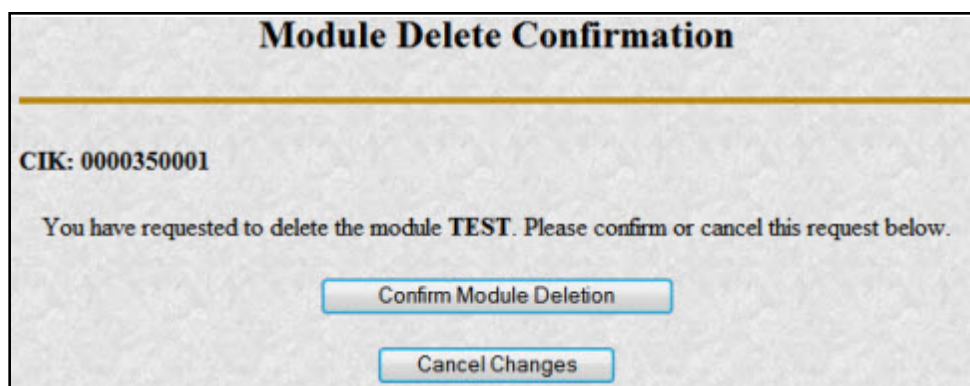 Module Delete Confirmation
CIK: 0000350001
You have requested to delete the module TEST. Please confirm or cancel this request below.
Confirm Module Deletion
Cancel Changes